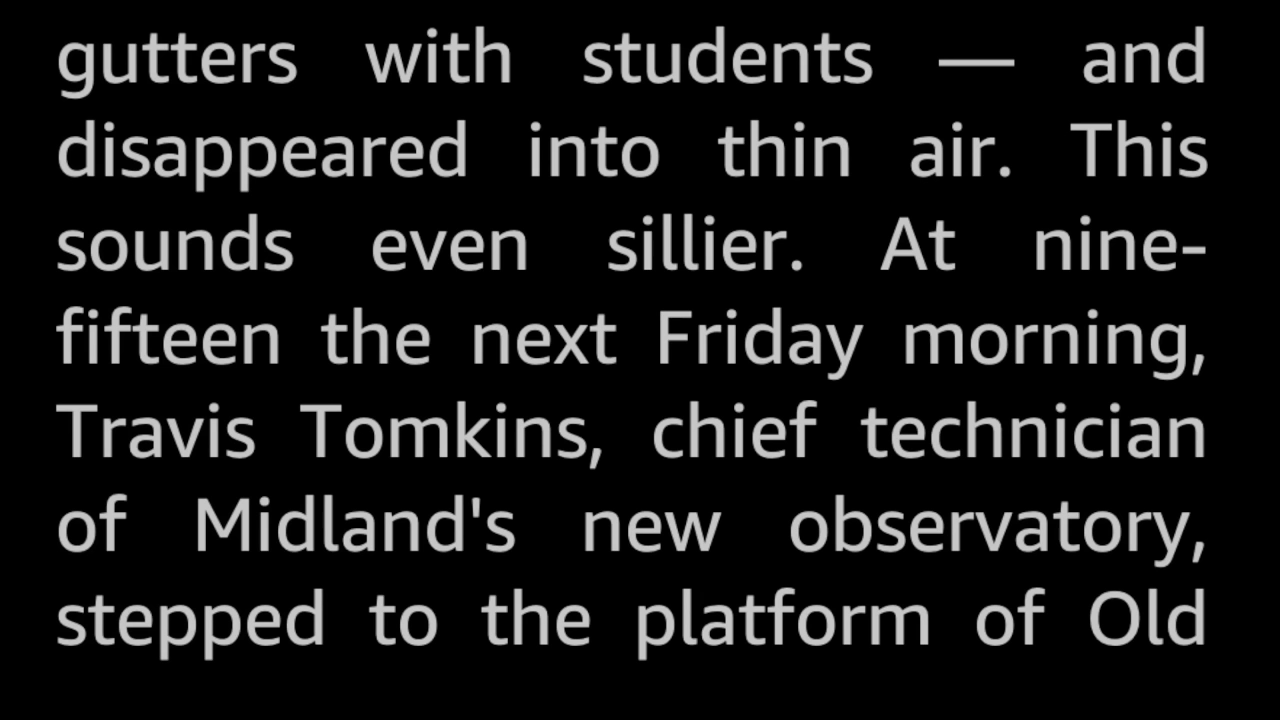 gutters with students — and
disappeared into thin air. This
sounds even sillier. At nine-
fifteen the next Friday morning,
Travis Tomkins, chief technician
of Midland's new observatory,
stepped to the platform of Old